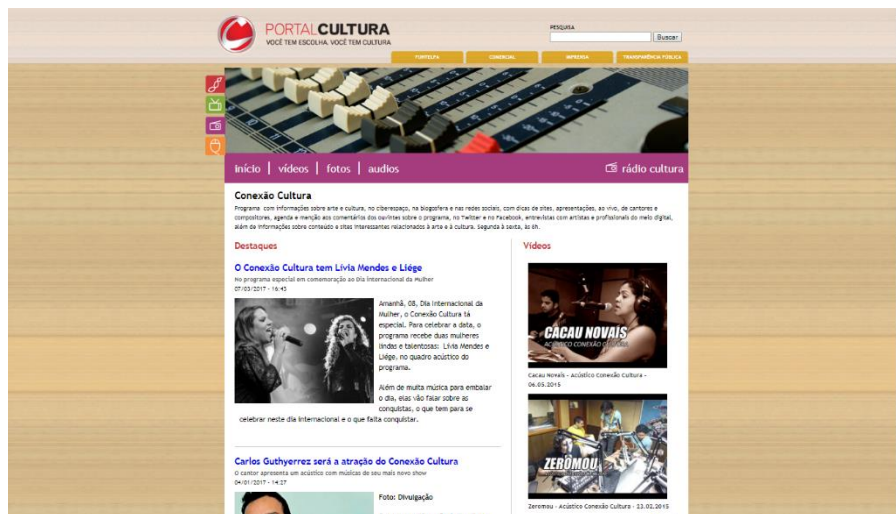 PORTALCULTURA
VOCÊ TEM ESCOLHA, VOCÊ TEM CULTURA
PESQUISA
Buscar
FUNTELPA
COMERCIAL
IMPRENSA
TRANSPARÊNCIA PÚBLICA
início | vídeos | fotos | audios
rádio cultura
Conexão Cultura
Programa com informações sobre arte e cultura, no ciberespaço, na blogosfera e nas redes sociais, com dicas de sites, apresentações, ao vivo, de cantores e
compositores, agenda e menção aos comentários dos ouvintes sobre o programa, no Twitter e no Facebook, entrevistas com artistas e profissionais do meio digital,
além de informações sobre conteúdo e sites interessantes relacionados à arte e à cultura. Segunda à sexta, às 8h.
Destaques
O Conexão Cultura tem Lívia Mendes e Liége
No programa especial em comemoração ao Dia Internacional da Mulher
07/03/2017 - 16:43
Amanhã, 08, Dia Internacional da
Mulher, o Conexão Cultura tá
especial. Para celebrar a data, o
programa recebe duas mulheres
lindas e talentosas: Lívia Mendes e
Liége, no quadro acústico do
programa.
Além de muita música para embalar
o dia, elas vão falar sobre as
conquistas, o que tem para se
celebrar neste dia internacional e o que falta conquistar.
Carlos Guthyerrez será a atração do Conexão Cultura
O cantor apresenta um acústico com músicas de seu mais novo show
04/01/2017 - 14:27
Foto: Divulgação
Vídeos
CACAU NOVAIS
ACÚSTICO CONEXÃO CULTURA
Cacau Novais - Acústico Conexão Cultura -
06.05.2015
ZEROMOU
Zeromou - Acústico Conexão Cultura - 23.02.2015